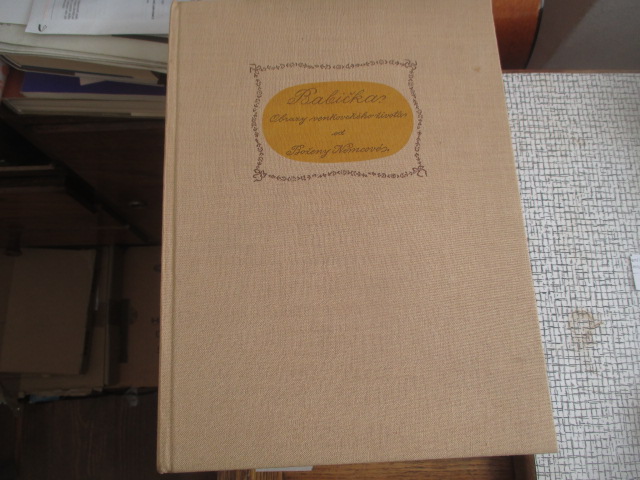 Babička
Obrazy venkovského života
od
Boženy Němcové